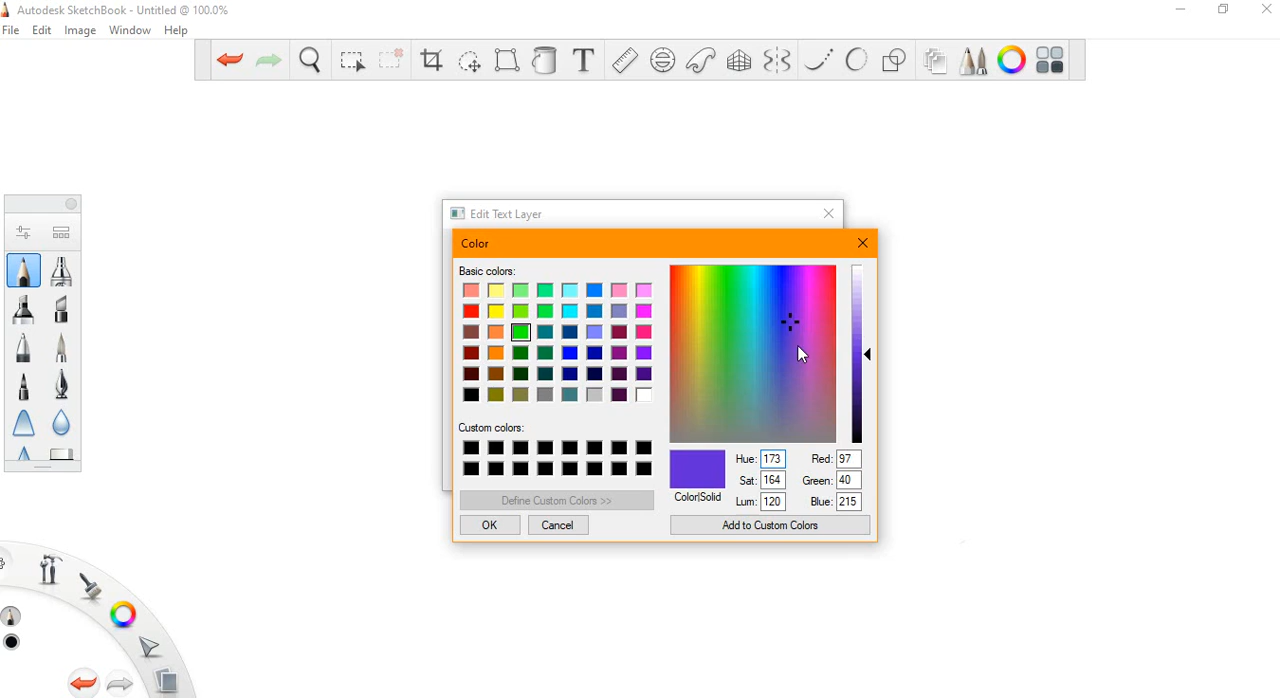 Autodesk SketchBook - Untitled @ 100.0%
File Edit Image Window Help
Edit Text Layer
Color
Basic colors:
Custom colors:
Define Custom Colors >>
OK Cancel
Color|Solid
Hue: 173 Red: 97
Sat: 164 Green: 40
Lum: 120 Blue: 215
Add to Custom Colors